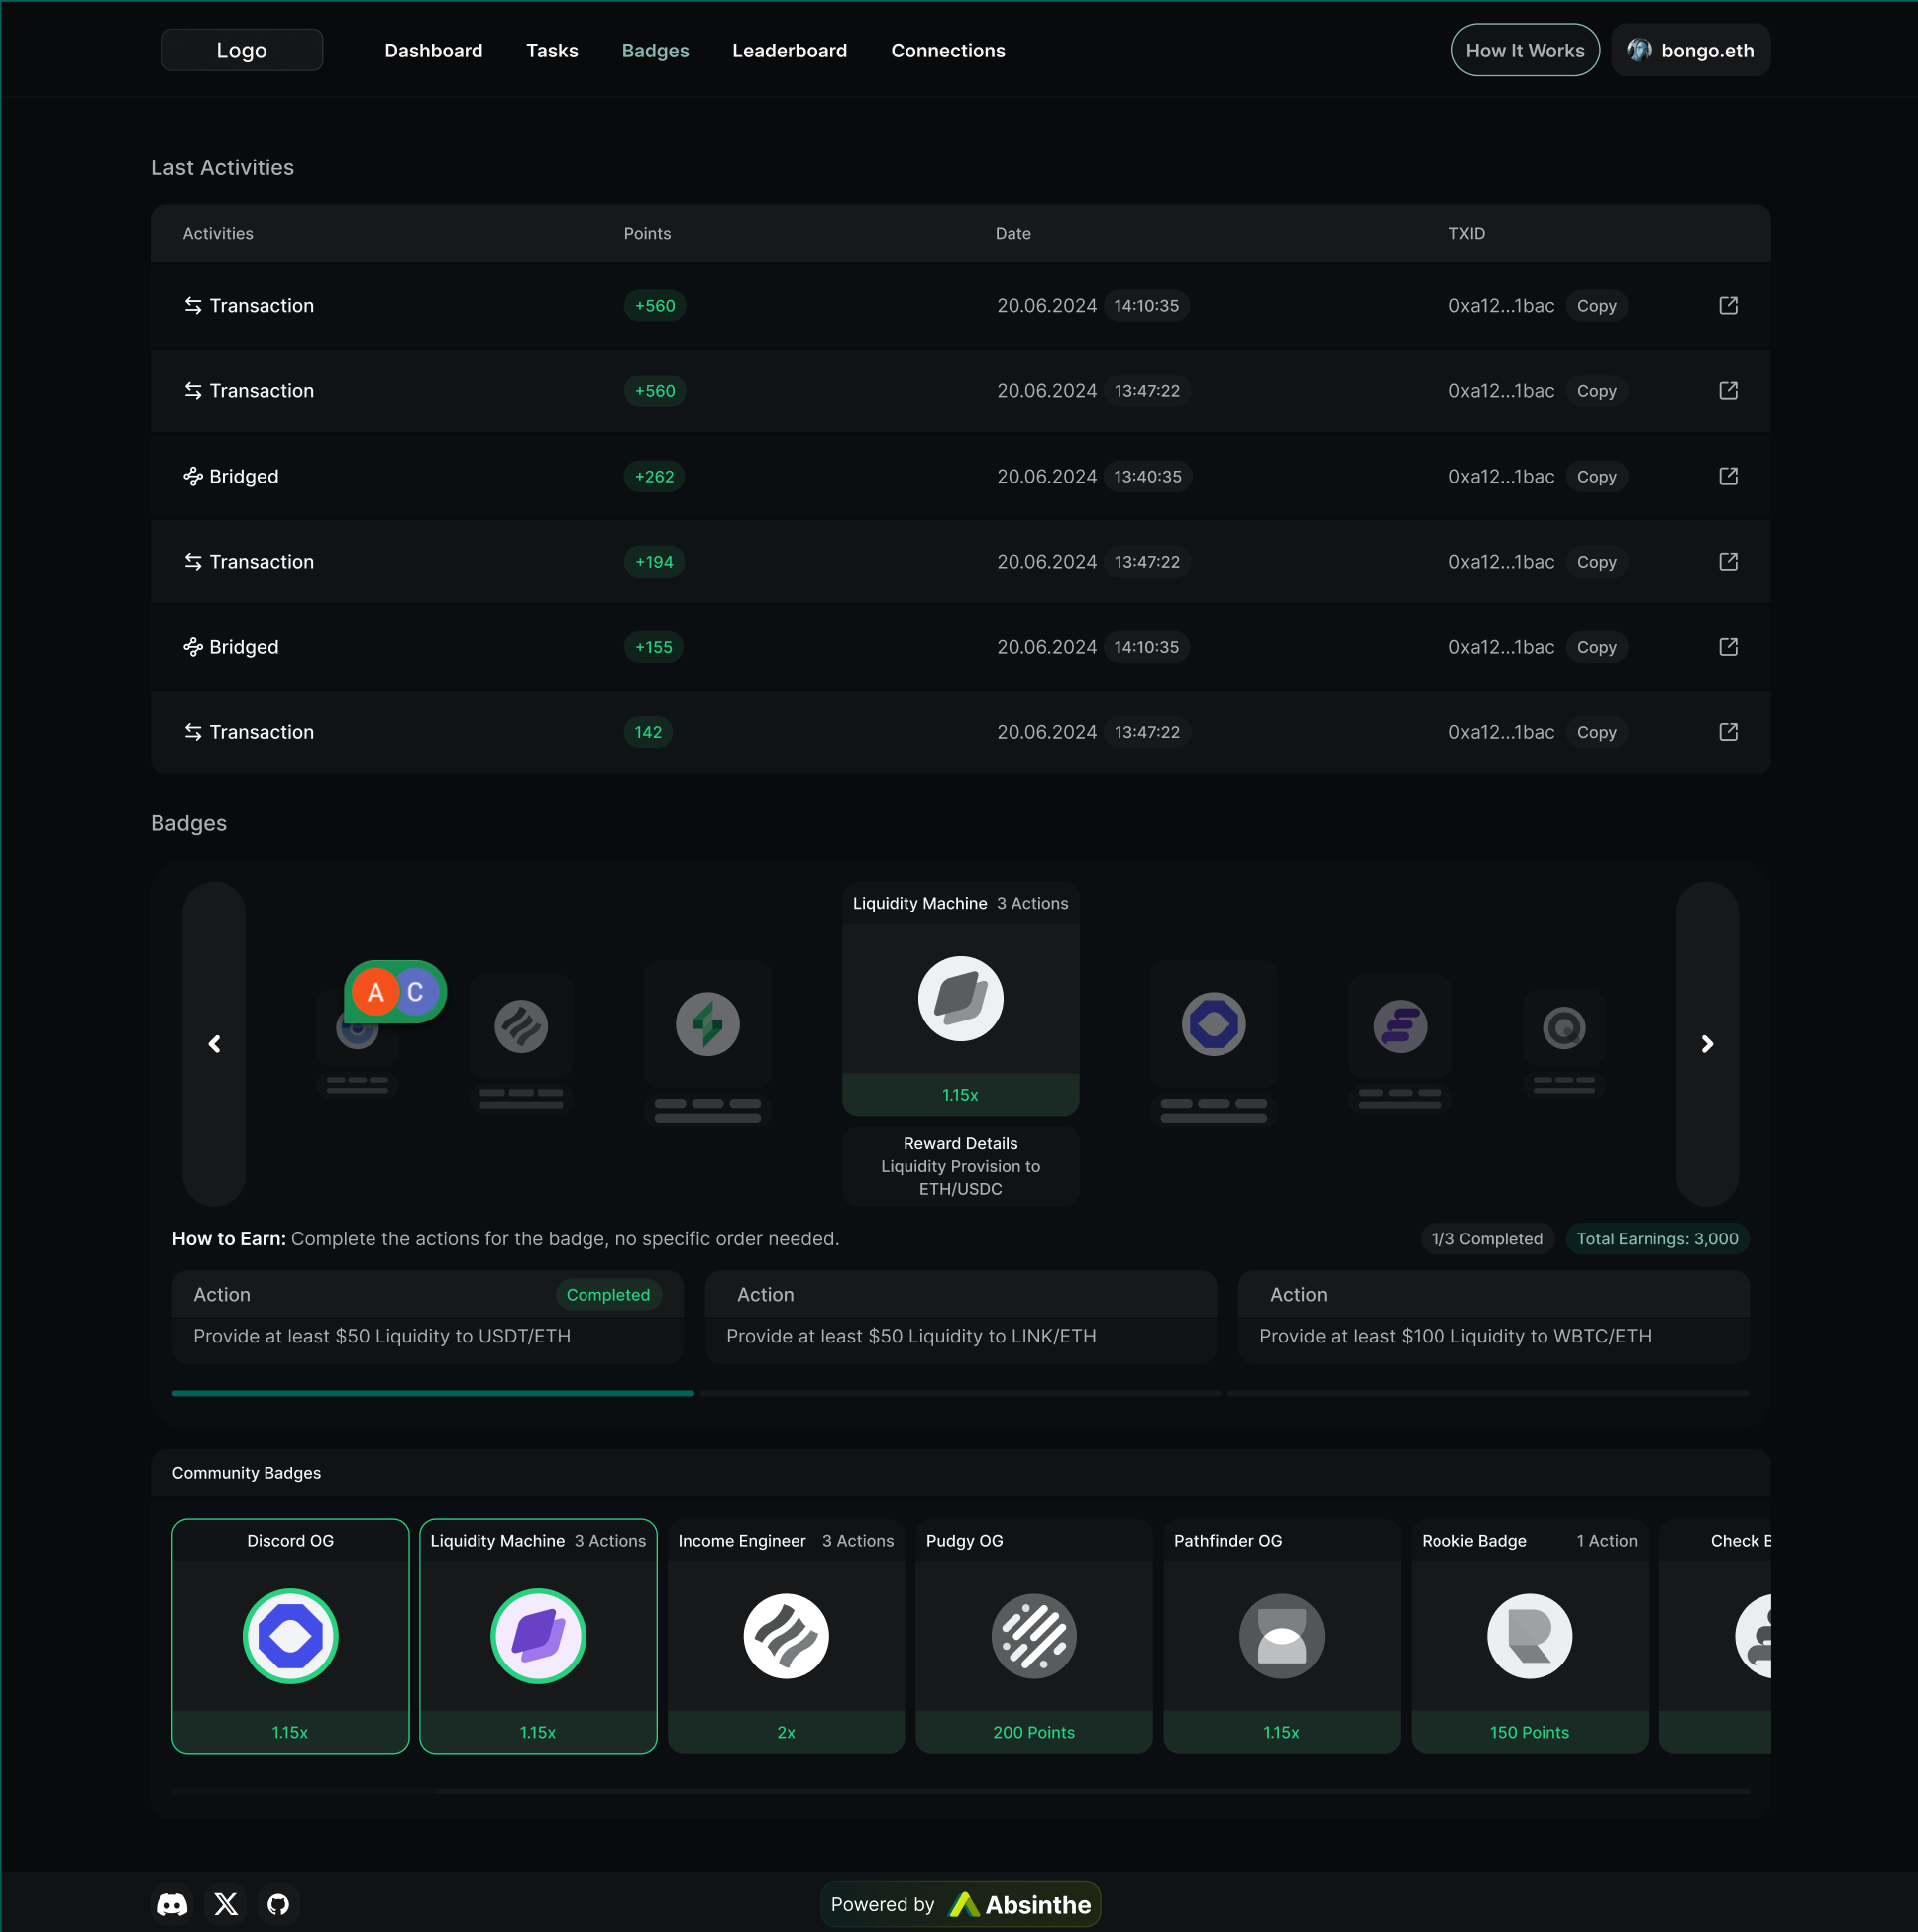 Logo Dashboard Tasks Badges Leaderboard Connections How It Works bongo.eth
Last Activities
Activities Points Date TXID
Transaction +560 20.06.2024 14:10:35 0xa12...1bac Copy
Transaction +560 20.06.2024 13:47:22 0xa12...1bac Copy
Bridged +262 20.06.2024 13:40:35 0xa12...1bac Copy
Transaction +194 20.06.2024 13:47:22 0xa12...1bac Copy
Bridged +155 20.06.2024 14:10:35 0xa12...1bac Copy
Transaction 142 20.06.2024 13:47:22 0xa12...1bac Copy
Badges
Liquidity Machine 3 Actions
A C
1.15x
Reward Details
Liquidity Provision to
ETH/USDC
How to Earn: Complete the actions for the badge, no specific order needed. 1/3 Completed Total Earnings: 3,000
Action Completed
Provide at least $50 Liquidity to USDT/ETH
Action
Provide at least $50 Liquidity to LINK/ETH
Action
Provide at least $100 Liquidity to WBTC/ETH
Community Badges
Discord OG
1.15x
Liquidity Machine 3 Actions
1.15x
Income Engineer 3 Actions
2x
Pudgy OG
200 Points
Pathfinder OG
1.15x
Rookie Badge 1 Action
150 Points
Check
Powered by Absinthe